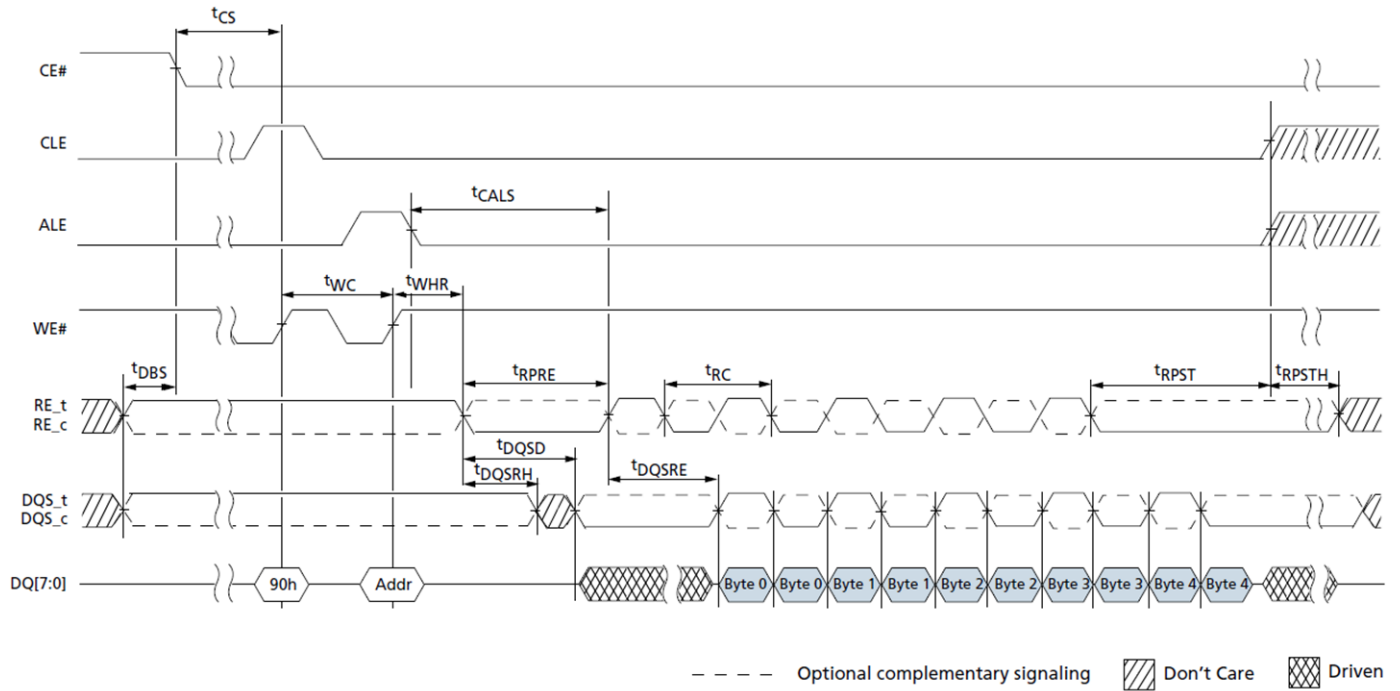 tCS
CE#
CLE
tCALS
ALE
tWC tWHR
WE#
tDBS tRPRE tRC tRPST tRPSTH
RE_t
RE_c
tDQSD
tDQSRH tDQSRE
DQS_t
DQS_c
DQ[7:0] 90h Addr Byte 0 Byte 0 Byte 1 Byte 1 Byte 2 Byte 2 Byte 3 Byte 3 Byte 4 Byte 4
Optional complementary signaling Don't Care Driven